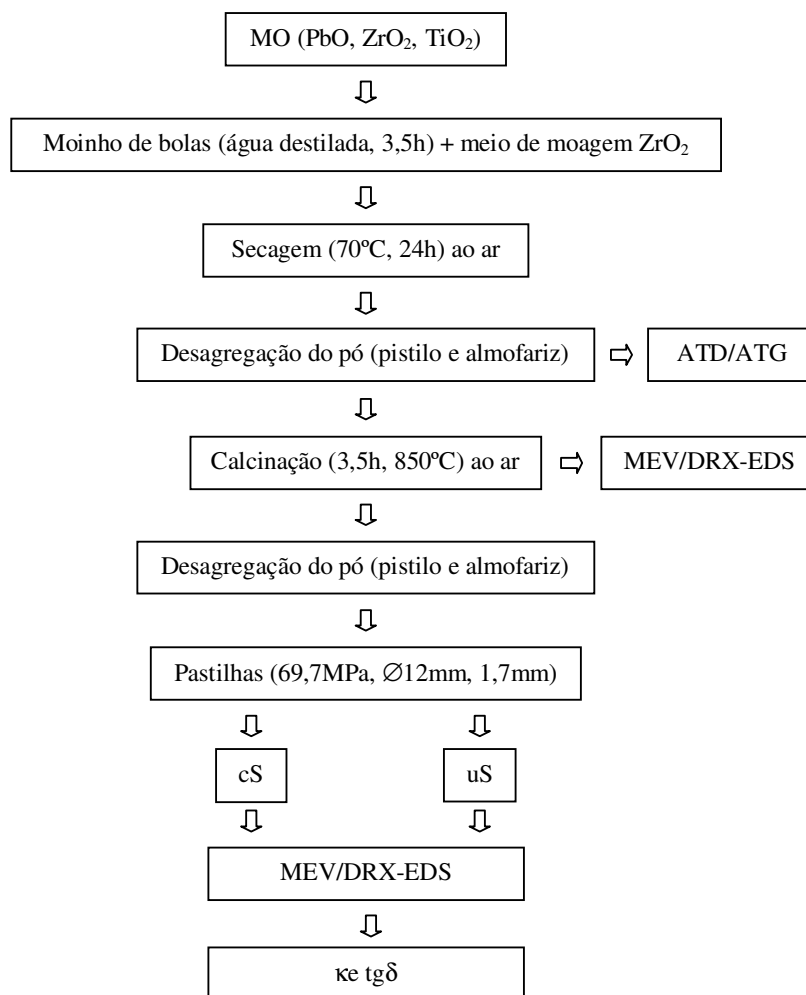 MO (PbO, ZrO₂, TiO₂)
Moinho de bolas (água destilada, 3,5h) + meio de moagem ZrO₂
Secagem (70ºC, 24h) ao ar
Desagregação do pó (pistilo e almofariz)
ATD/ATG
Calcinação (3,5h, 850ºC) ao ar
MEV/DRX-EDS
Desagregação do pó (pistilo e almofariz)
Pastilhas (69,7MPa, ∅12mm, 1,7mm)
cS
uS
MEV/DRX-EDS
κe tgδ